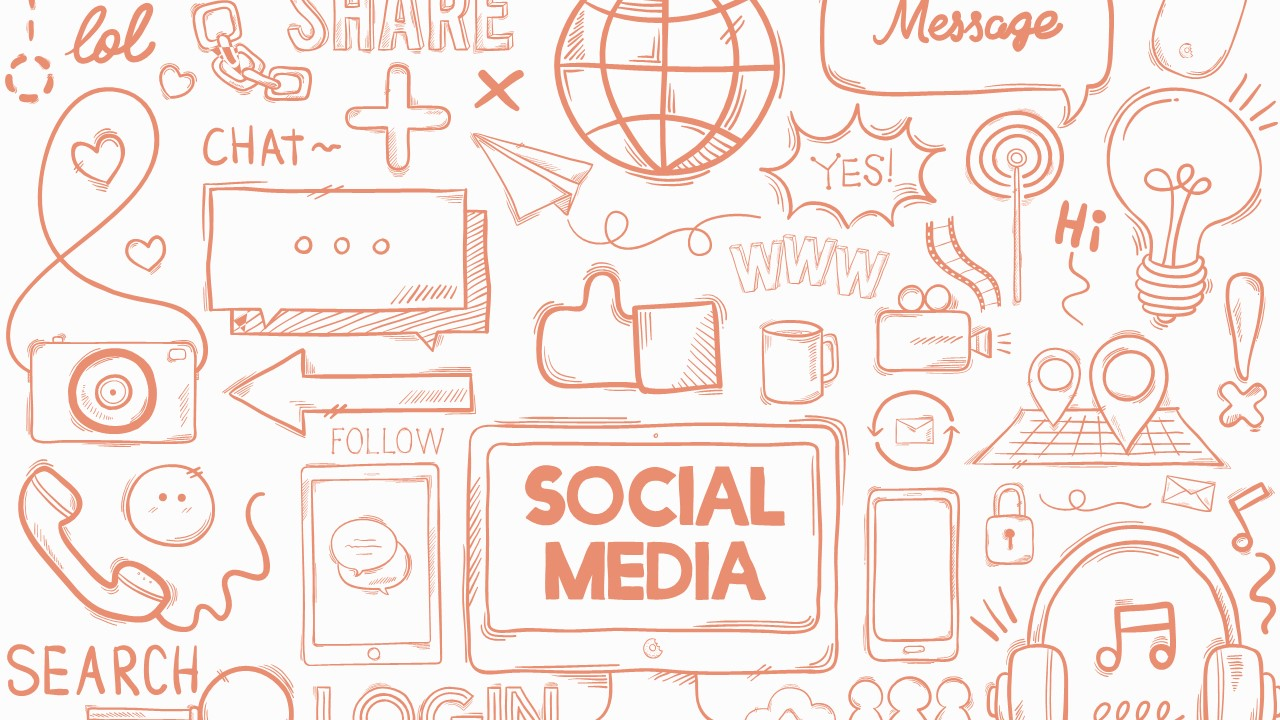 lol
SHARE
Message
CHAT~
YES!
Hi
WWW
FOLLOW
SOCIAL
MEDIA
SEARCH
LOGIN